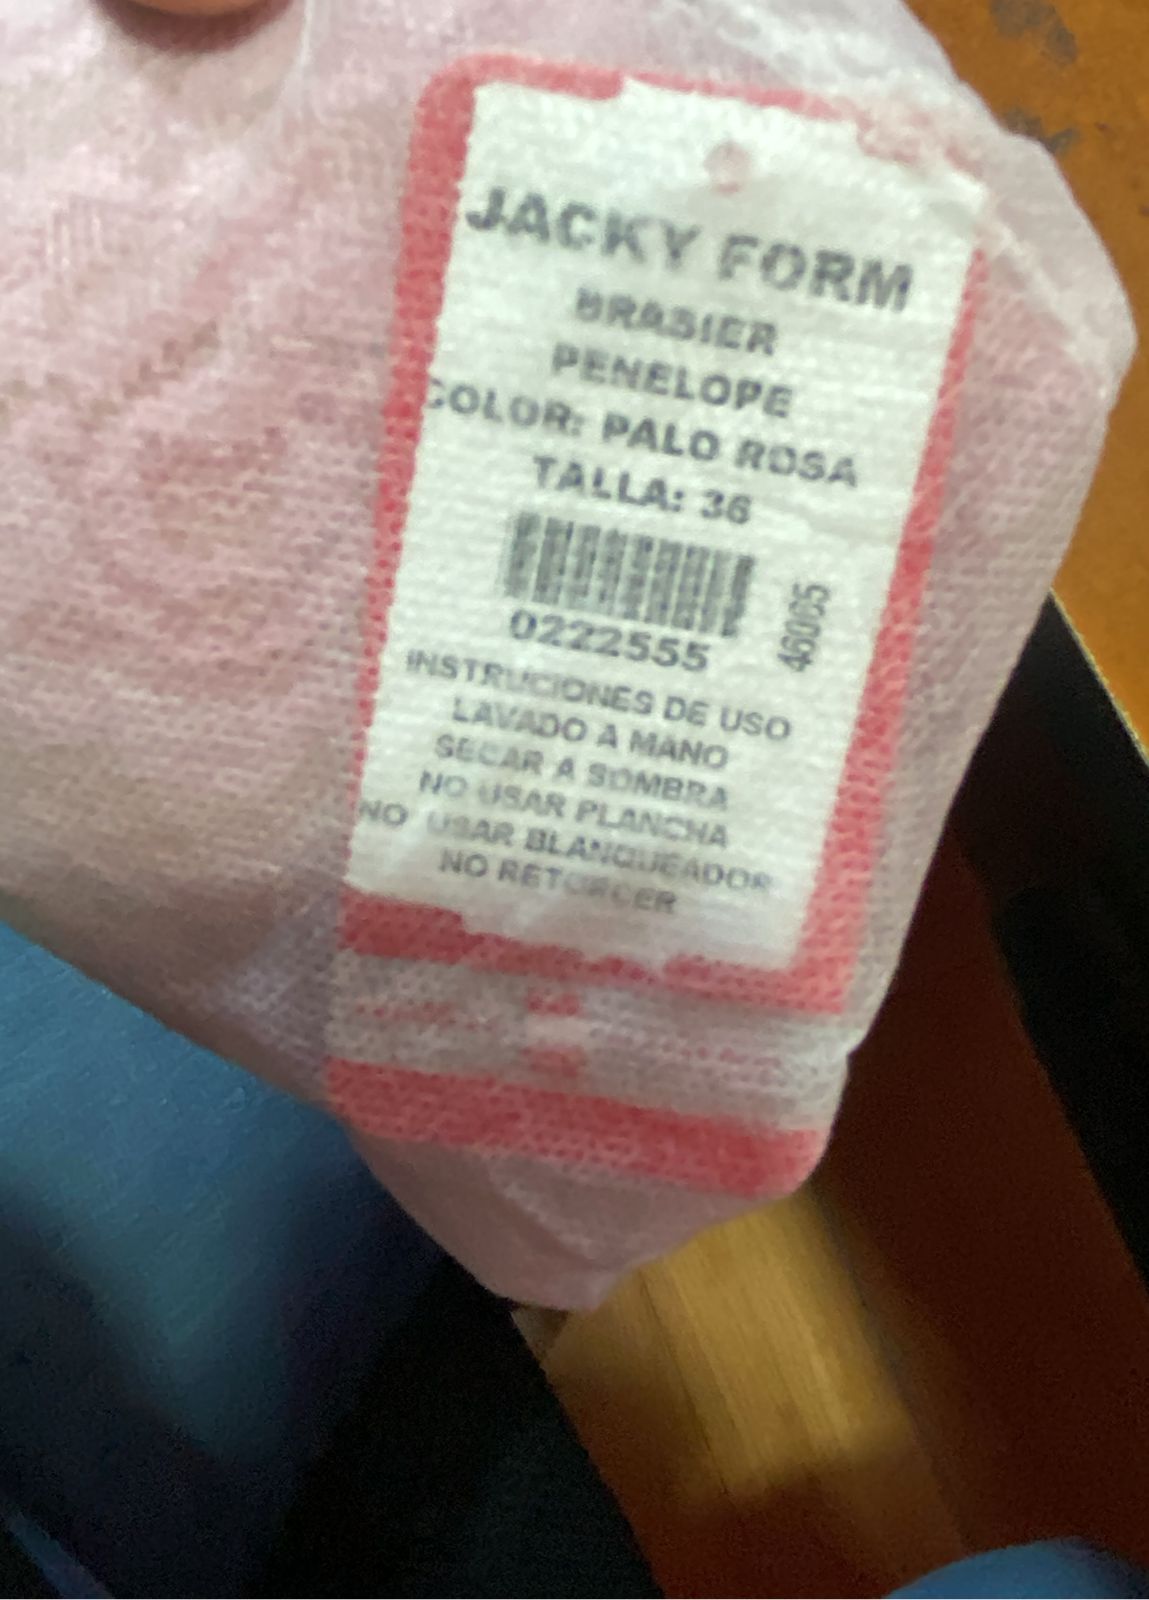 JACKY FORM
BRASIER
PENELOPE
COLOR: PALO ROSA
TALLA: 36
0222555
46005
INSTRUCIONES DE USO
LAVADO A MANO
SECAR A SOMBRA
NO USAR PLANCHA
NO USAR BLANQUEADOR
NO RETORCER